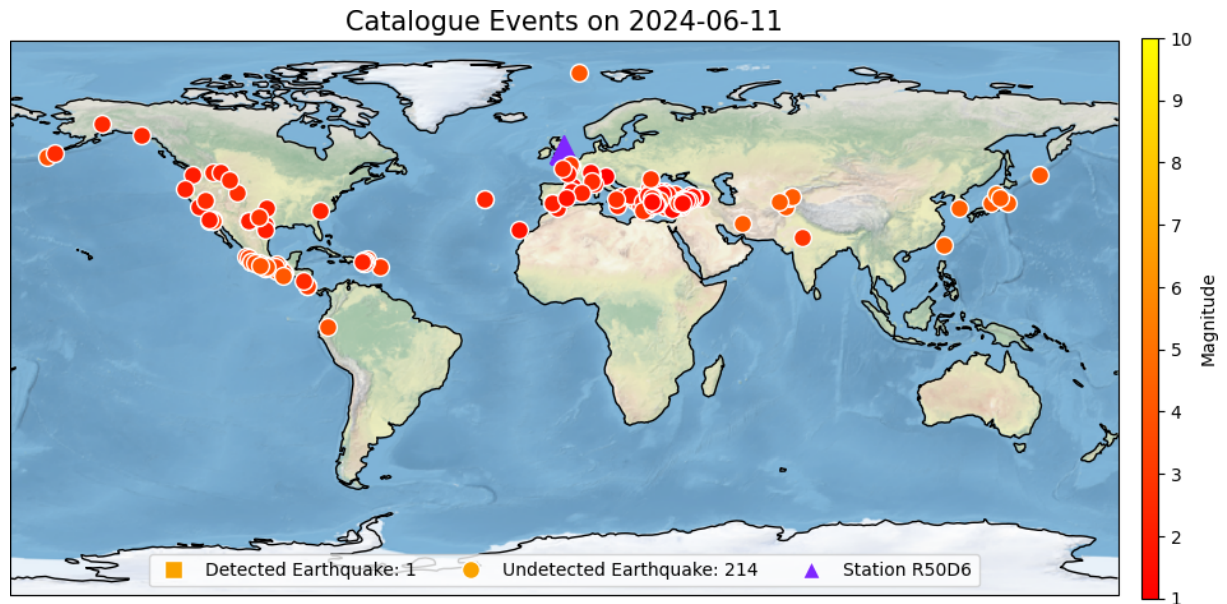 Catalogue Events on 2024-06-11
10
9
8
7
6
5
4
3
2
1
Magnitude
Detected Earthquake: 1
Undetected Earthquake: 214
Station R50D6